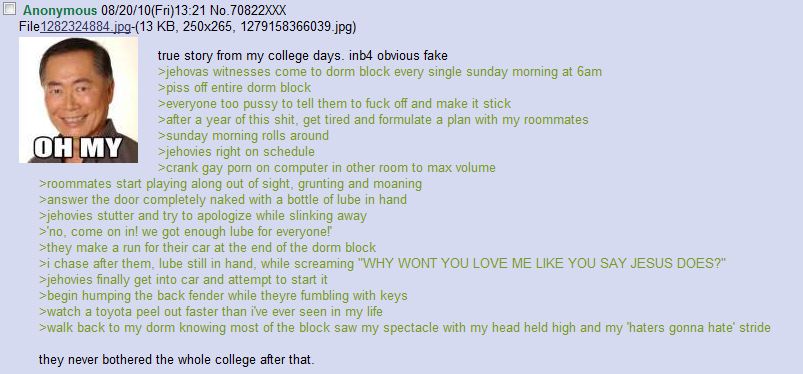 Anonymous 08/20/10(Fri)13:21 No.70822XXX
File1282324884.jpg-(13 KB, 250x265, 1279158366039.jpg)
OH MY
true story from my college days. inb4 obvious fake
>jehovas witnesses come to dorm block every single sunday morning at 6am
>piss off entire dorm block
>everyone too pussy to tell them to fuck off and make it stick
>after a year of this shit, get tired and formulate a plan with my roommates
>sunday morning rolls around
>jehovies right on schedule
>crank gay porn on computer in other room to max volume
>roommates start playing along out of sight, grunting and moaning
>answer the door completely naked with a bottle of lube in hand
>jehovies stutter and try to apologize while slinking away
>'no, come on in! we got enough lube for everyone!'
>they make a run for their car at the end of the dorm block
>i chase after them, lube still in hand, while screaming "WHY WONT YOU LOVE ME LIKE YOU SAY JESUS DOES?"
>jehovies finally get into car and attempt to start it
>begin humping the back fender while theyre fumbling with keys
>watch a toyota peel out faster than i've ever seen in my life
>walk back to my dorm knowing most of the block saw my spectacle with my head held high and my 'haters gonna hate' stride
they never bothered the whole college after that.